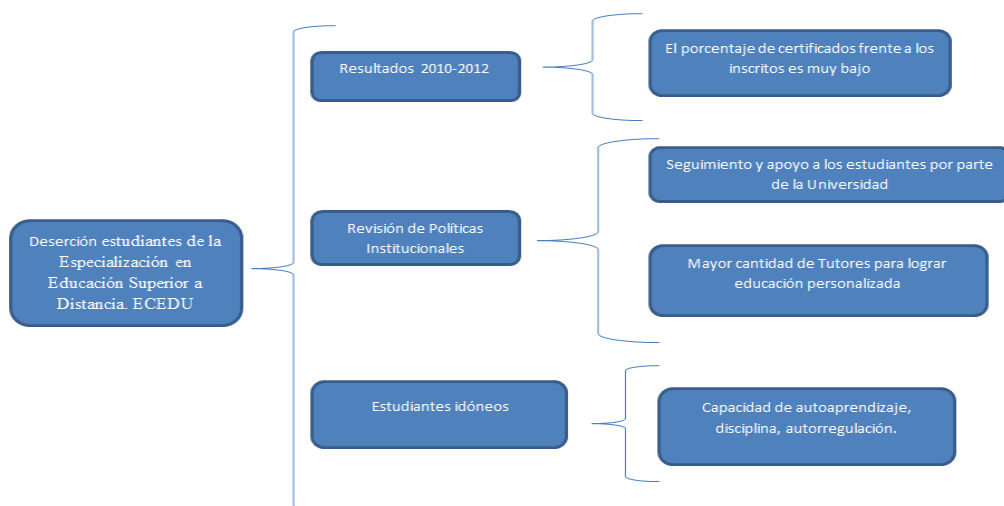 Deserción estudiantes de la
Especialización en
Educación Superior a
Distancia. ECEDU
Resultados 2010-2012
El porcentaje de certificados frente a los
inscritos es muy bajo
Revisión de Políticas
Institucionales
Seguimiento y apoyo a los estudiantes por parte
de la Universidad
Mayor cantidad de Tutores para lograr
educación personalizada
Estudiantes idóneos
Capacidad de autoaprendizaje,
disciplina, autorregulación.